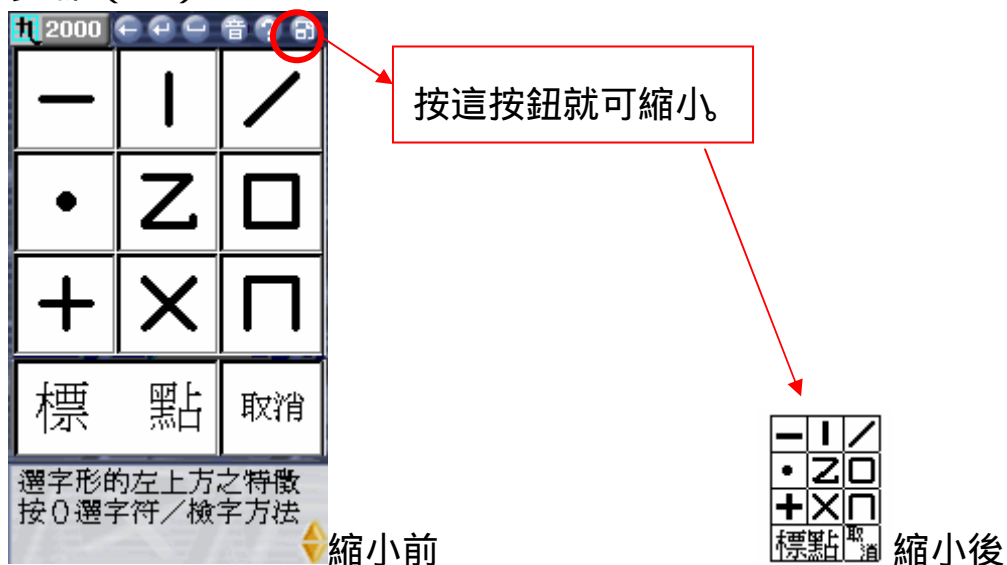 九 2000 音 ?
按這按鈕就可縮小。
標 點 取消
選字形的左上方之特徵
按0選字符／檢字方法
縮小前
標點 取消
縮小後